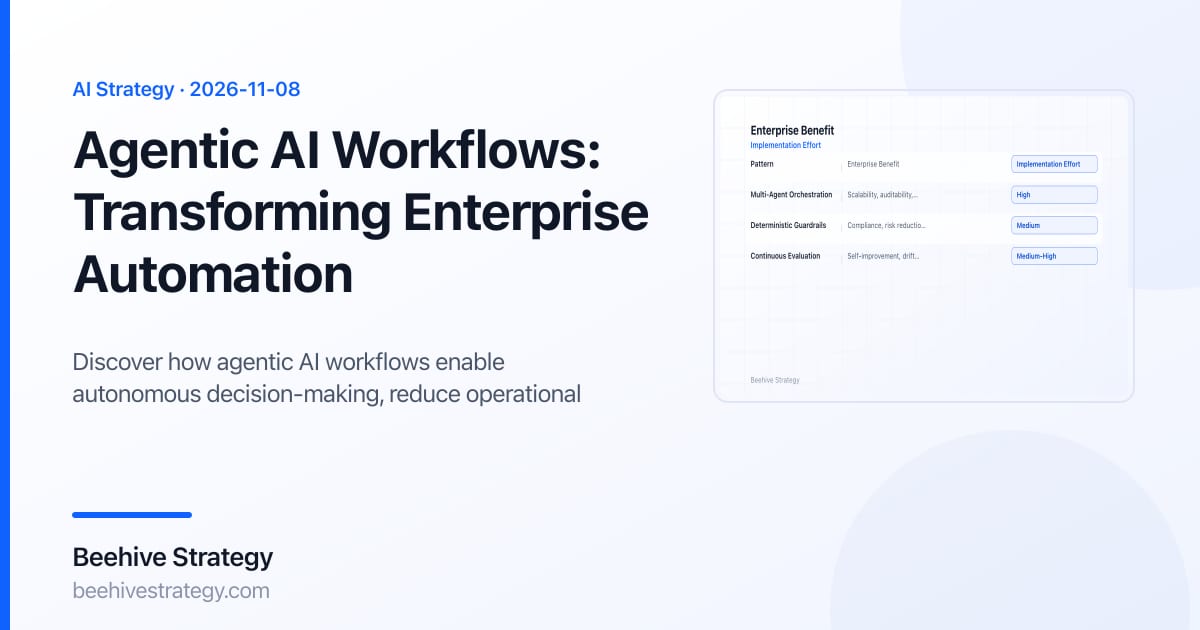 AI Strategy · 2026-11-08
Agentic AI Workflows:
Transforming Enterprise
Automation
Discover how agentic AI workflows enable
autonomous decision-making, reduce operational
Beehive Strategy
beehivestrategy.com
Enterprise Benefit
Implementation Effort
Pattern Enterprise Benefit Implementation Effort
Multi-Agent Orchestration Scalability, auditability,... High
Deterministic Guardrails Compliance, risk reductio... Medium
Continuous Evaluation Self-improvement, drift... Medium-High
Beehive Strategy